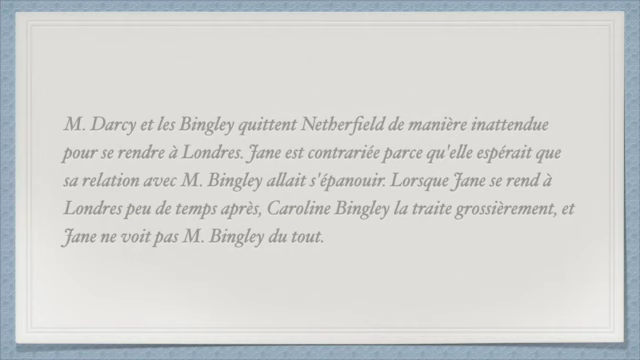 M. Darcy et les Bingley quittent Netherfield de manière inattendue
pour se rendre à Londres. Jane est contrariée parce qu'elle espérait que
sa relation avec M. Bingley allait s'épanouir. Lorsque Jane se rend à
Londres peu de temps après, Caroline Bingley la traite grossièrement, et
Jane ne voit pas M. Bingley du tout.